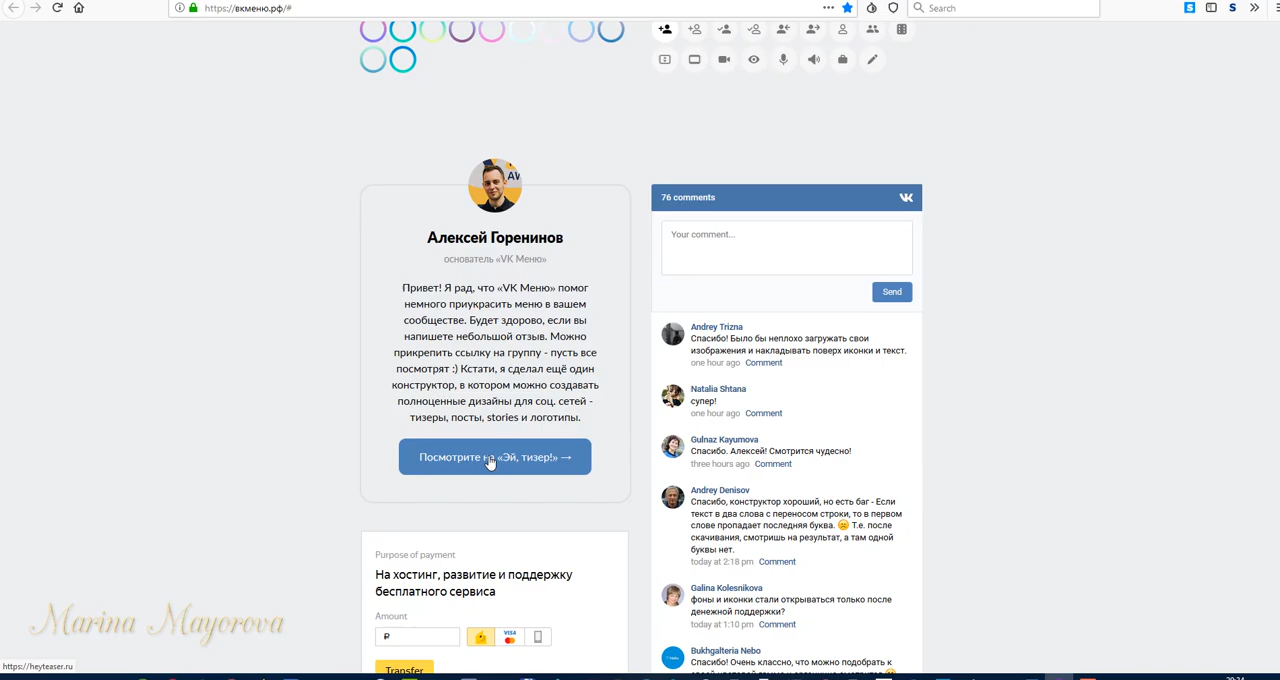 https://вкменю.рф/#
Search
Алексей Горенинов
основатель «VK Меню»
Привет! Я рад, что «VK Меню» помог
немного приукрасить меню в вашем
сообществе. Будет здорово, если вы
напишете небольшой отзыв. Можно
прикрепить ссылку на группу - пусть все
посмотрят :) Кстати, я сделал ещё один
конструктор, в котором можно создавать
полноценные дизайны для соц. сетей -
тизеры, посты, stories и логотипы.
Посмотрите на «Эй, тизер!» →
Purpose of payment
На хостинг, развитие и поддержку
бесплатного сервиса
Amount
₽
VISA
Transfer
76 comments
Your comment...
Send
Andrey Trizna
Спасибо! Было бы неплохо загружать свои
изображения и накладывать поверх иконки и текст.
one hour ago Comment
Natalia Shtana
супер!
one hour ago Comment
Gulnaz Kayumova
Спасибо. Алексей! Смотрится чудесно!
three hours ago Comment
Andrey Denisov
Спасибо, конструктор хороший, но есть баг - Если
текст в два слова с переносом строки, то в первом
слове пропадает последняя буква. Т.е. после
скачивания, смотришь на результат, а там одной
буквы нет.
today at 2:18 pm Comment
Galina Kolesnikova
фоны и иконки стали открываться только после
денежной поддержки?
today at 1:10 pm Comment
Bukhgalteria Nebo
Спасибо! Очень классно, что можно подобрать к
Marina Mayorova
https://heyteaser.ru